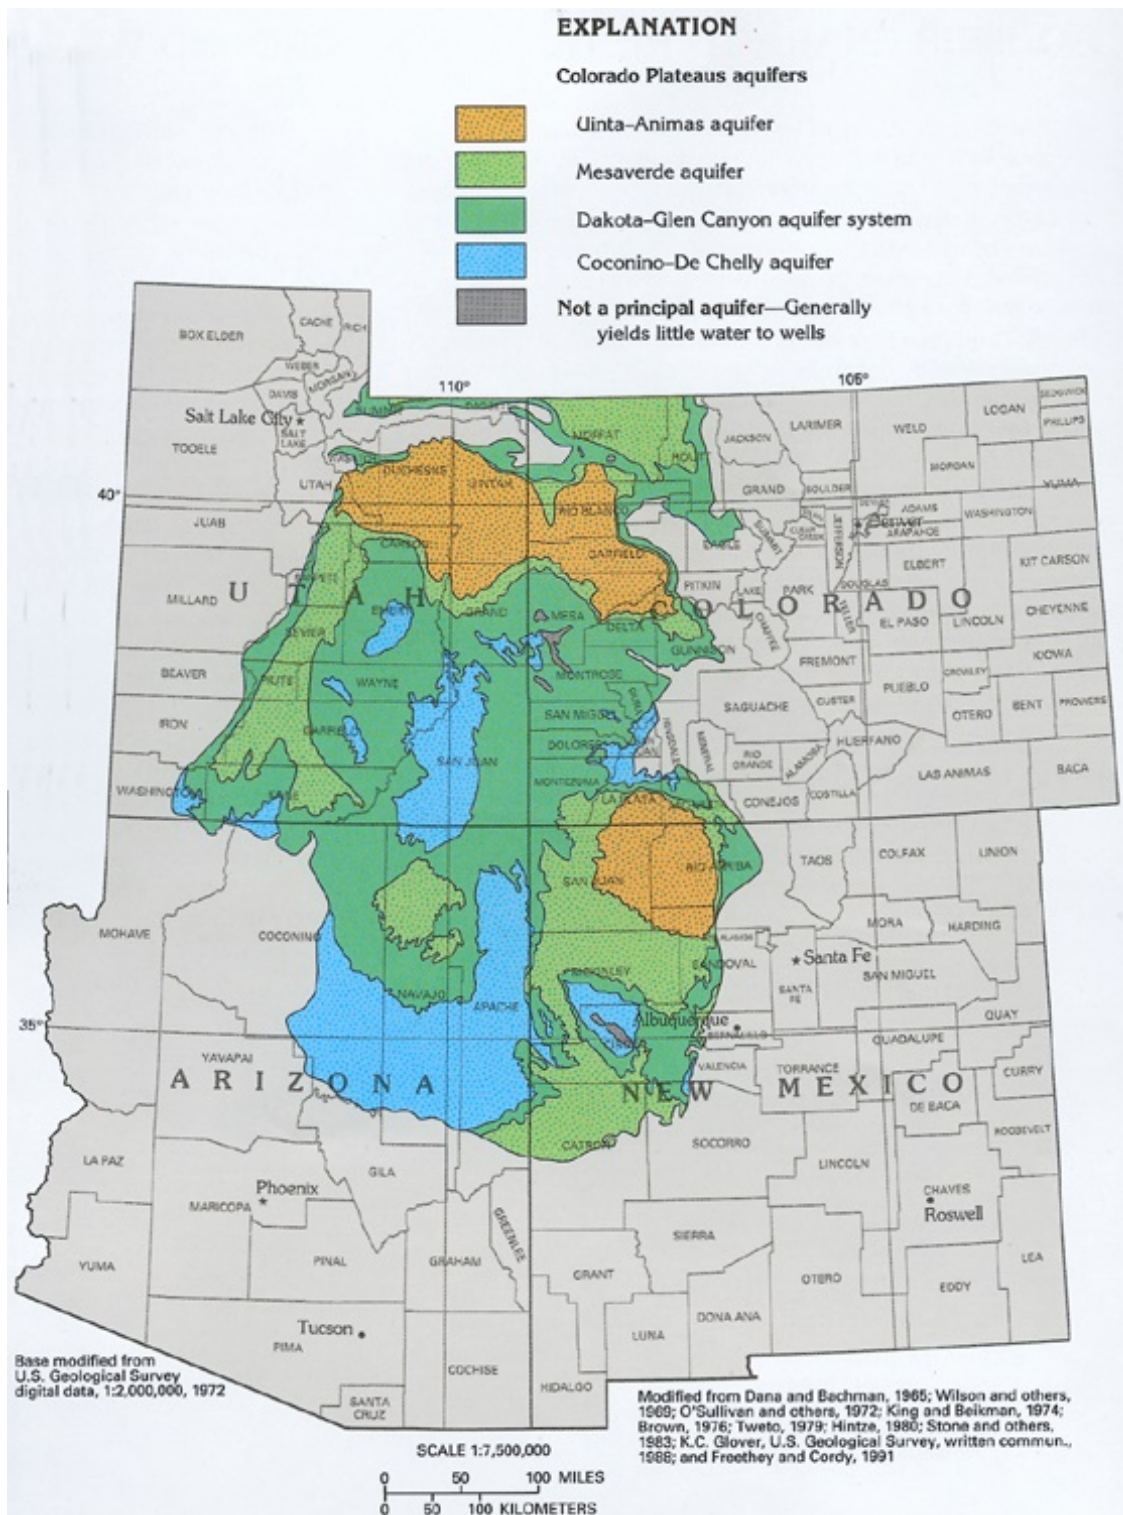 EXPLANATION
Colorado Plateaus aquifers
Uinta–Animas aquifer
Mesaverde aquifer
Dakota–Glen Canyon aquifer system
Coconino–De Chelly aquifer
Not a principal aquifer—Generally
yields little water to wells
110°
105°
BOX ELDER
CACHE
RICH
WEBER
MORGAN
DAVIS
Salt Lake City
SALT
LAKE
TOOELE
SUMMIT
UTAH
DUCHESNE
UINTAH
MOFFAT
ROUTT
JACKSON
LARIMER
WELD
LOGAN
SEDGWICK
PHILLIPS
MORGAN
YUMA
40°
JUAB
CARBON
RIO BLANCO
GRAND
BOULDER
ADAMS
WASHINGTON
Denver
ARAPAHOE
EAGLE
SUMMIT
CLEAR
CREEK
JEFFERSON
GARFIELD
MILLARD
UTAH
EMERY
GRAND
MESA
PITKIN
LAKE
PARK
DOUGLAS
ELBERT
KIT CARSON
COLORADO
SEVIER
DELTA
GUNNISON
CHAFFEE
TELLER
EL PASO
LINCOLN
CHEYENNE
BEAVER
PIUTE
WAYNE
MONTROSE
FREMONT
CROWLEY
KIOWA
IRON
GARFIELD
SAN JUAN
SAN MIGUEL
DOLORES
HINSDALE
SAGUACHE
CUSTER
PUEBLO
OTERO
BENT
PROWERS
WASHINGTON
KANE
MONTEZUMA
LA PLATA
MINERAL
RIO
GRANDE
ALAMOSA
HUERFANO
CONEJOS
COSTILLA
LAS ANIMAS
BACA
MOHAVE
COCONINO
NAVAJO
APACHE
SAN JUAN
RIO ARRIBA
TAOS
COLFAX
UNION
MORA
HARDING
MCKINLEY
SANDOVAL
Santa Fe
SANTA
FE
SAN MIGUEL
35°
Albuquerque
BERNALILLO
QUAY
GUADALUPE
YAVAPAI
ARIZONA
VALENCIA
TORRANCE
CURRY
NEW MEXICO
DE BACA
ROOSEVELT
LA PAZ
GILA
CATRON
SOCORRO
LINCOLN
Phoenix
MARICOPA
CHAVES
Roswell
YUMA
PINAL
GRAHAM
GREENLEE
GRANT
SIERRA
OTERO
EDDY
LEA
Tucson
PIMA
LUNA
DONA ANA
COCHISE
HIDALGO
SANTA
CRUZ
Base modified from
U.S. Geological Survey
digital data, 1:2,000,000, 1972
Modified from Dana and Bachman, 1965; Wilson and others,
1969; O'Sullivan and others, 1972; King and Beikman, 1974;
Brown, 1976; Tweto, 1979; Hintze, 1980; Stone and others,
1983; K.C. Glover, U.S. Geological Survey, written commun.,
1988; and Freethey and Cordy, 1991
SCALE 1:7,500,000
0 50 100 MILES
0 50 100 KILOMETERS